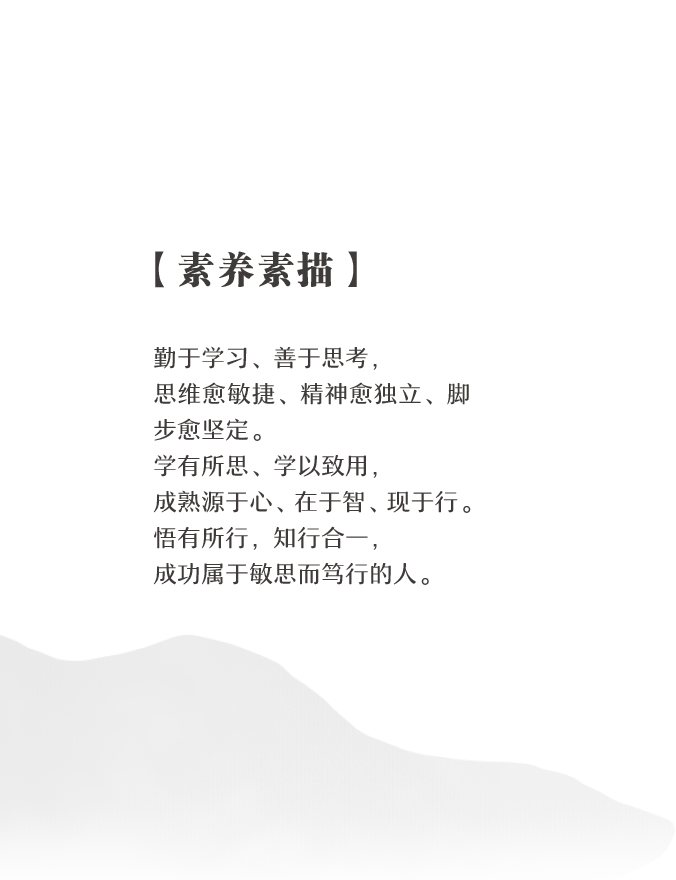 【素养素描】
勤于学习、善于思考，
思维愈敏捷、精神愈独立、脚
步愈坚定。
学有所思、学以致用，
成熟源于心、在于智、现于行。
悟有所行，知行合一，
成功属于敏思而笃行的人。